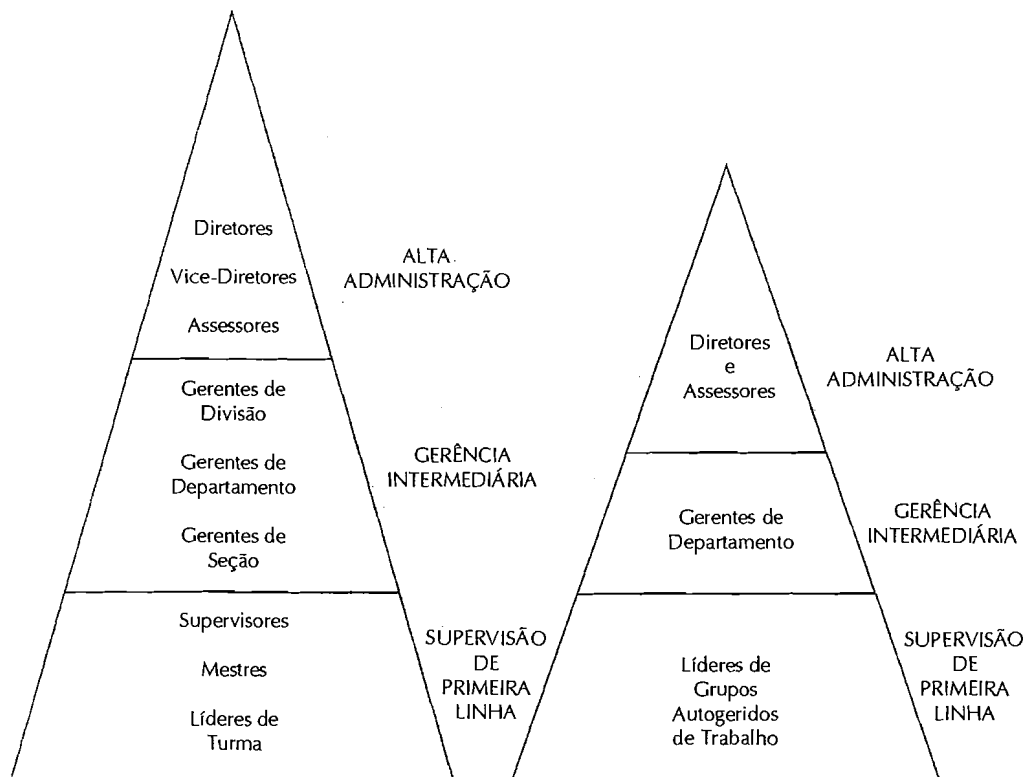 Diretores
Vice-Diretores
Assessores
ALTA
ADMINISTRAÇÃO
Gerentes de
Divisão
Gerentes de
Departamento
Gerentes de
Seção
GERÊNCIA
INTERMEDIÁRIA
Supervisores
Mestres
Líderes de
Turma
SUPERVISÃO
DE
PRIMEIRA
LINHA
Diretores
e
Assessores
ALTA
ADMINISTRAÇÃO
Gerentes de
Departamento
GERÊNCIA
INTERMEDIÁRIA
Líderes de
Grupos
Autogeridos
de Trabalho
SUPERVISÃO
DE
PRIMEIRA
LINHA